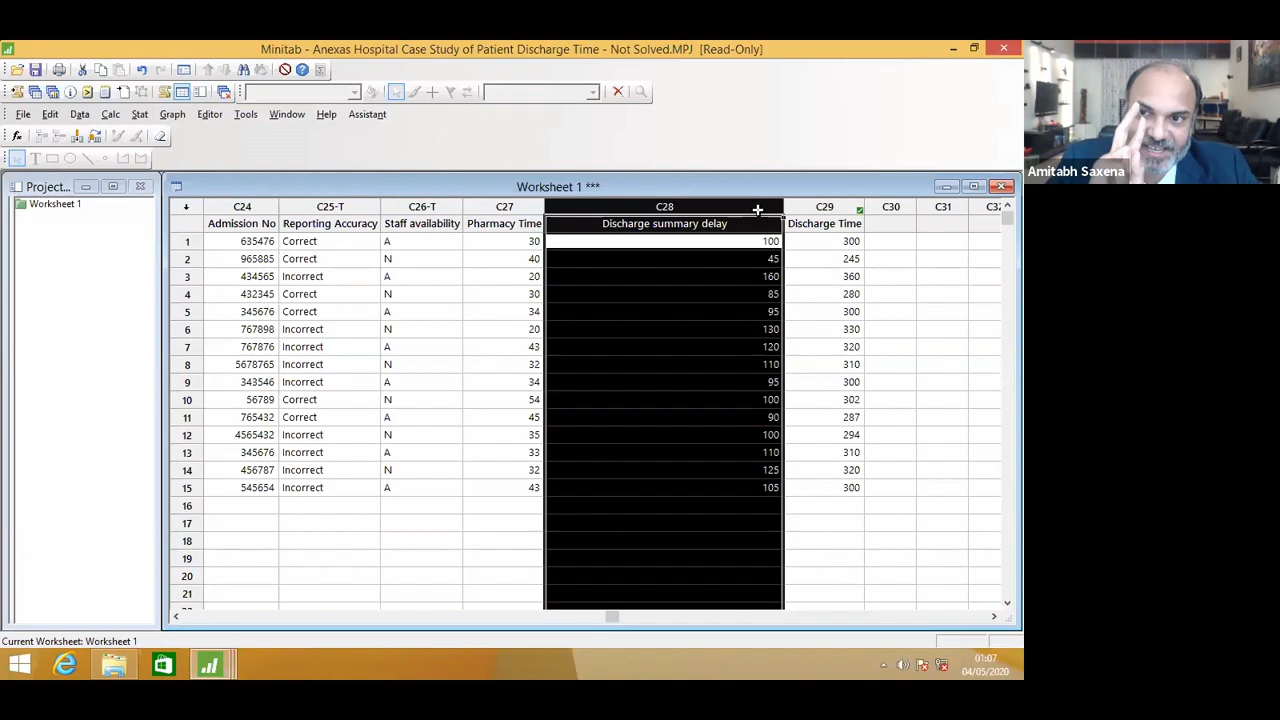 Minitab - Anexas Hospital Case Study of Patient Discharge Time - Not Solved.MPJ [Read-Only]
File Edit Data Calc Stat Graph Editor Tools Window Help Assistant
Project...
Worksheet 1
Worksheet 1 ***
C24 C25-T C26-T C27 C28 C29 C30 C31 C32
Admission No Reporting Accuracy Staff availability Pharmacy Time Discharge summary delay Discharge Time
1 635476 Correct A 30 100 300
2 965885 Correct N 40 45 245
3 434565 Incorrect A 20 160 360
4 432345 Correct N 30 85 280
5 345676 Correct A 34 95 300
6 767898 Incorrect N 20 130 330
7 767876 Incorrect A 43 120 320
8 5678765 Incorrect N 32 110 310
9 343546 Incorrect A 34 95 300
10 56789 Correct N 54 100 302
11 765432 Correct A 45 90 287
12 4565432 Incorrect N 35 100 294
13 345676 Incorrect A 33 110 310
14 456787 Incorrect N 32 125 320
15 545654 Incorrect A 43 105 300
16
17
18
19
20
21
Current Worksheet: Worksheet 1
01:07
04/05/2020
Amitabh Saxena